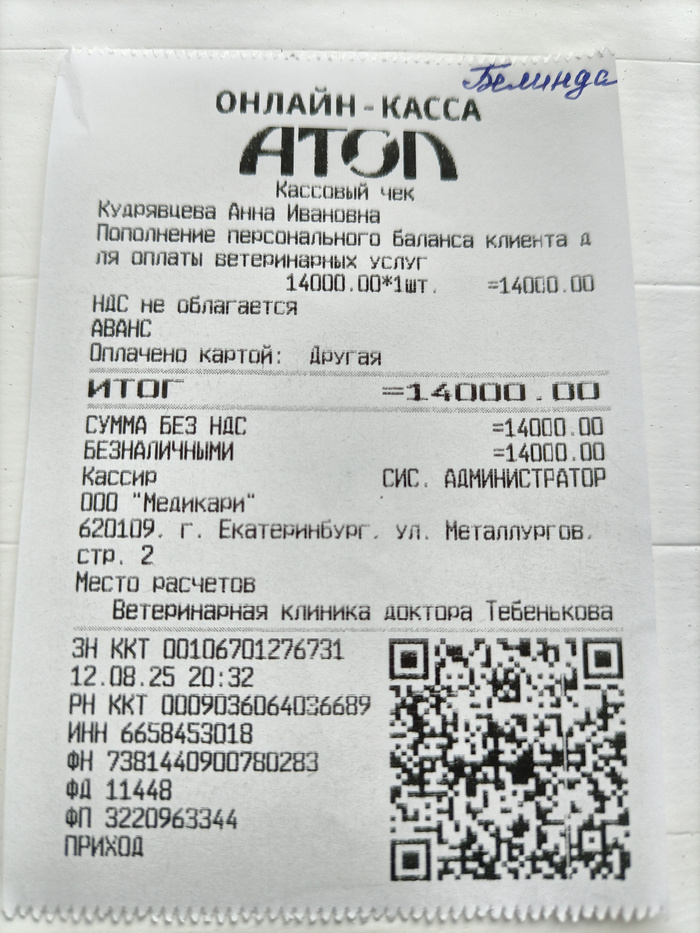 Белинда
ОНЛАЙН-КАССА
АТОЛ
Кассовый чек
Кудрявцева Анна Ивановна
Пополнение персонального баланса клиента д
ля оплаты ветеринарных услуг
14000.00*1шт. =14000.00
НДС не облагается
АВАНС
Оплачено картой: Другая
ИТОГ =14000.00
СУММА БЕЗ НДС =14000.00
БЕЗНАЛИЧНЫМИ =14000.00
Кассир СИС. АДМИНИСТРАТОР
ООО "Медикари"
620109, г. Екатеринбург, ул. Металлургов,
стр. 2
Место расчетов
Ветеринарная клиника доктора Тебенькова
ЗН ККТ 00106701276731
12.08.25 20:32
РН ККТ 0009036064036689
ИНН 6658453018
ФН 7381440900780283
ФД 11448
ФП 3220963344
ПРИХОД